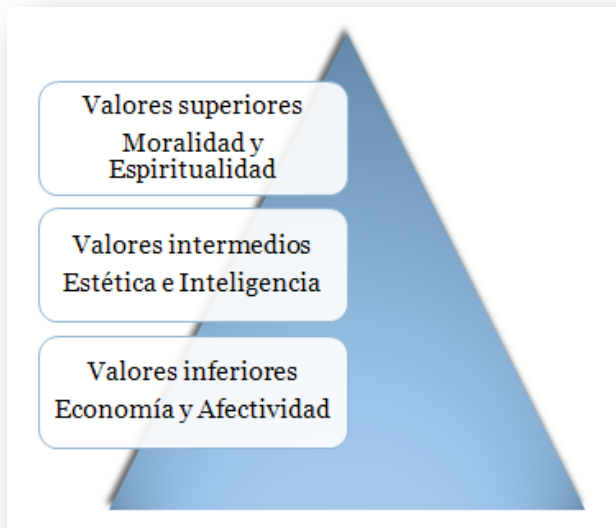 Valores superiores
Moralidad y
Espiritualidad
Valores intermedios
Estética e Inteligencia
Valores inferiores
Economía y Afectividad